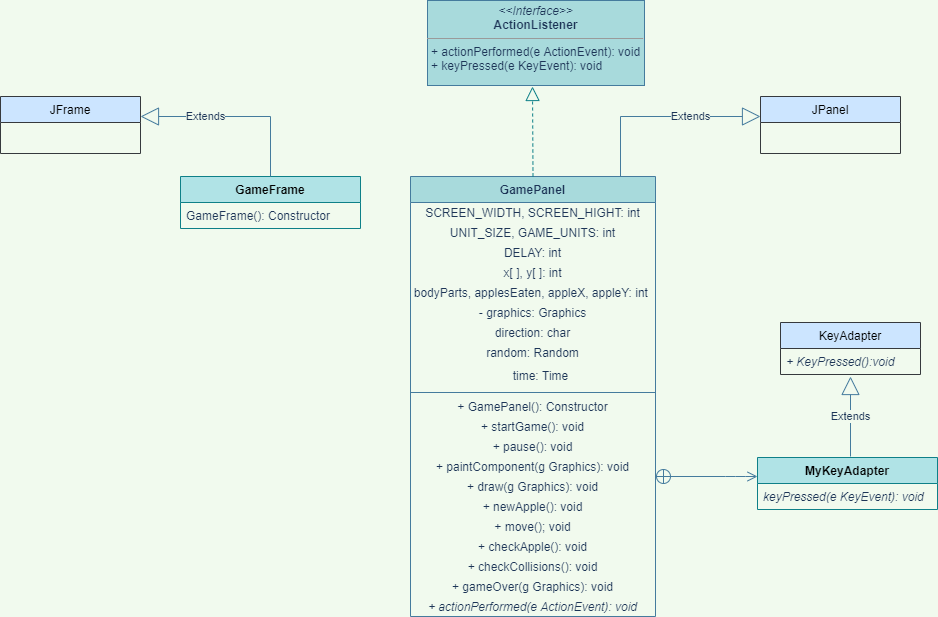 <<Interface>>
ActionListener
+ actionPerformed(e ActionEvent): void
+ keyPressed(e KeyEvent): void
JFrame
Extends
Extends
JPanel
GameFrame
GameFrame(): Constructor
GamePanel
SCREEN_WIDTH, SCREEN_HIGHT: int
UNIT_SIZE, GAME_UNITS: int
DELAY: int
x[ ], y[ ]: int
bodyParts, applesEaten, appleX, appleY: int
- graphics: Graphics
direction: char
random: Random
time: Time
+ GamePanel(): Constructor
+ startGame(): void
+ pause(): void
+ paintComponent(g Graphics): void
+ draw(g Graphics): void
+ newApple(): void
+ move(); void
+ checkApple(): void
+ checkCollisions(): void
+ gameOver(g Graphics): void
+ actionPerformed(e ActionEvent): void
KeyAdapter
+ KeyPressed():void
Extends
MyKeyAdapter
keyPressed(e KeyEvent): void